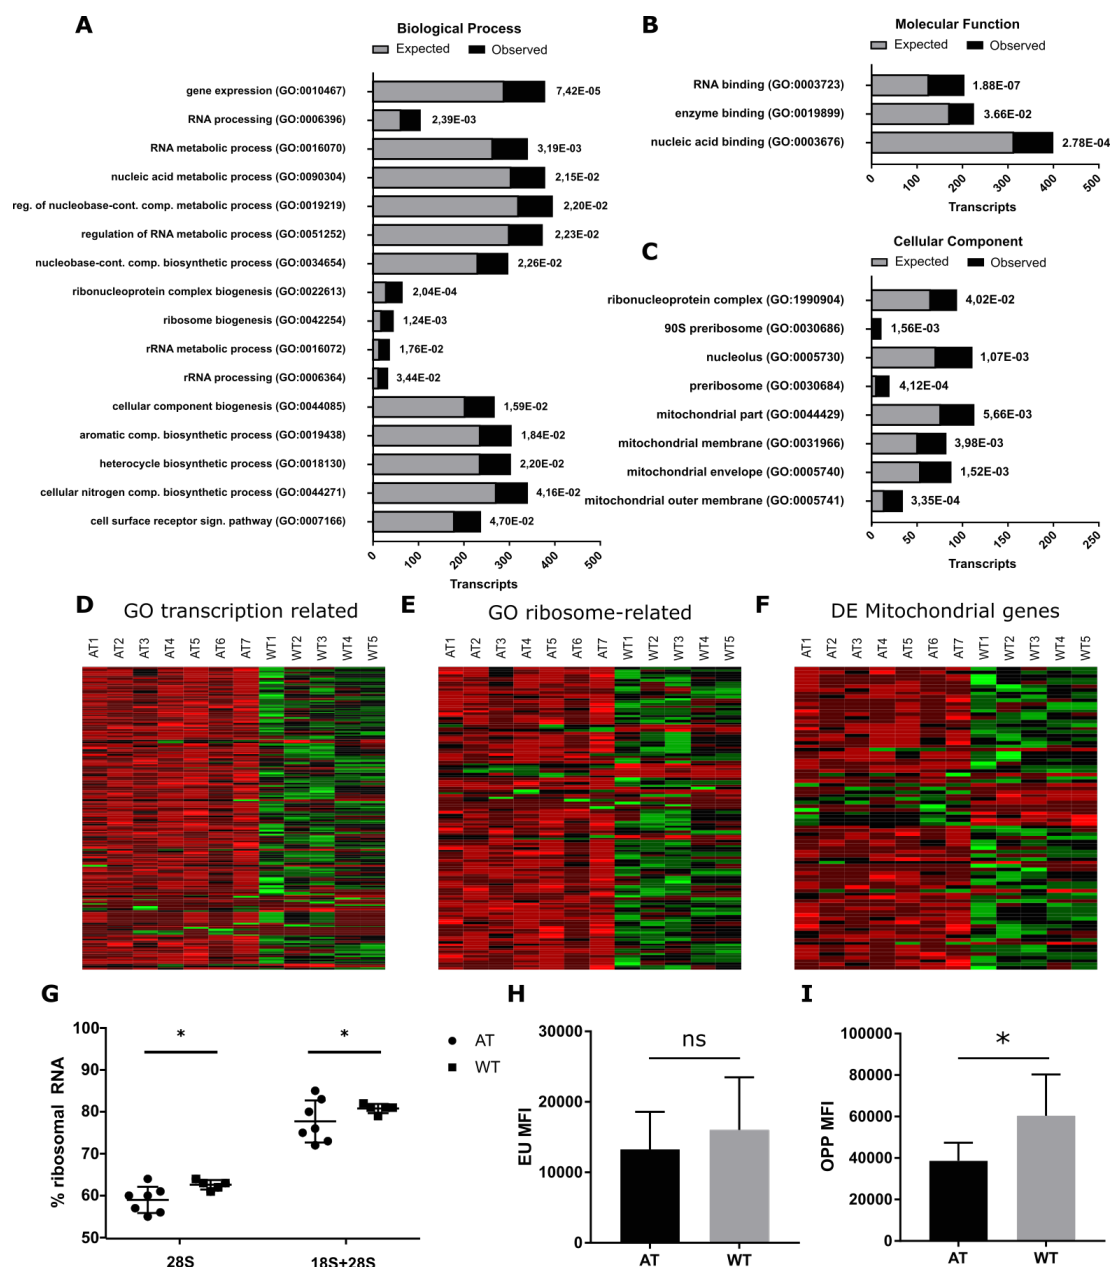 A
Biological Process
Expected Observed
gene expression (GO:0010467) 7,42E-05
RNA processing (GO:0006396) 2,39E-03
RNA metabolic process (GO:0016070) 3,19E-03
nucleic acid metabolic process (GO:0090304) 2,15E-02
reg. of nucleobase-cont. comp. metabolic process (GO:0019219) 2,20E-02
regulation of RNA metabolic process (GO:0051252) 2,23E-02
nucleobase-cont. comp. biosynthetic process (GO:0034654) 2,26E-02
ribonucleoprotein complex biogenesis (GO:0022613) 2,04E-04
ribosome biogenesis (GO:0042254) 1,24E-03
rRNA metabolic process (GO:0016072) 1,76E-02
rRNA processing (GO:0006364) 3,44E-02
cellular component biogenesis (GO:0044085) 1,59E-02
aromatic comp. biosynthetic process (GO:0019438) 1,84E-02
heterocycle biosynthetic process (GO:0018130) 2,20E-02
cellular nitrogen comp. biosynthetic process (GO:0044271) 4,16E-02
cell surface receptor sign. pathway (GO:0007166) 4,70E-02
0 100 200 300 400 500
Transcripts
B
Molecular Function
Expected Observed
RNA binding (GO:0003723) 1.88E-07
enzyme binding (GO:0019899) 3.66E-02
nucleic acid binding (GO:0003676) 2.78E-04
0 100 200 300 400 500
Transcripts
C
Cellular Component
Expected Observed
ribonucleoprotein complex (GO:1990904) 4,02E-02
90S preribosome (GO:0030686) 1,56E-03
nucleolus (GO:0005730) 1,07E-03
preribosome (GO:0030684) 4,12E-04
mitochondrial part (GO:0044429) 5,66E-03
mitochondrial membrane (GO:0031966) 3,98E-03
mitochondrial envelope (GO:0005740) 1,52E-03
mitochondrial outer membrane (GO:0005741) 3,35E-04
0 50 100 150 200 250
Transcripts
D
GO transcription related
AT1 AT2 AT3 AT4 AT5 AT6 AT7 WT1 WT2 WT3 WT4 WT5
E
GO ribosome-related
AT1 AT2 AT3 AT4 AT5 AT6 AT7 WT1 WT2 WT3 WT4 WT5
F
DE Mitochondrial genes
AT1 AT2 AT3 AT4 AT5 AT6 AT7 WT1 WT2 WT3 WT4 WT5
G
% ribosomal RNA
100
90
80
70
60
50
* *
28S 18S+28S
AT
WT
H
EU MFI
30000
20000
10000
0
ns
AT WT
I
OPP MFI
100000
80000
60000
40000
20000
0
*
AT WT